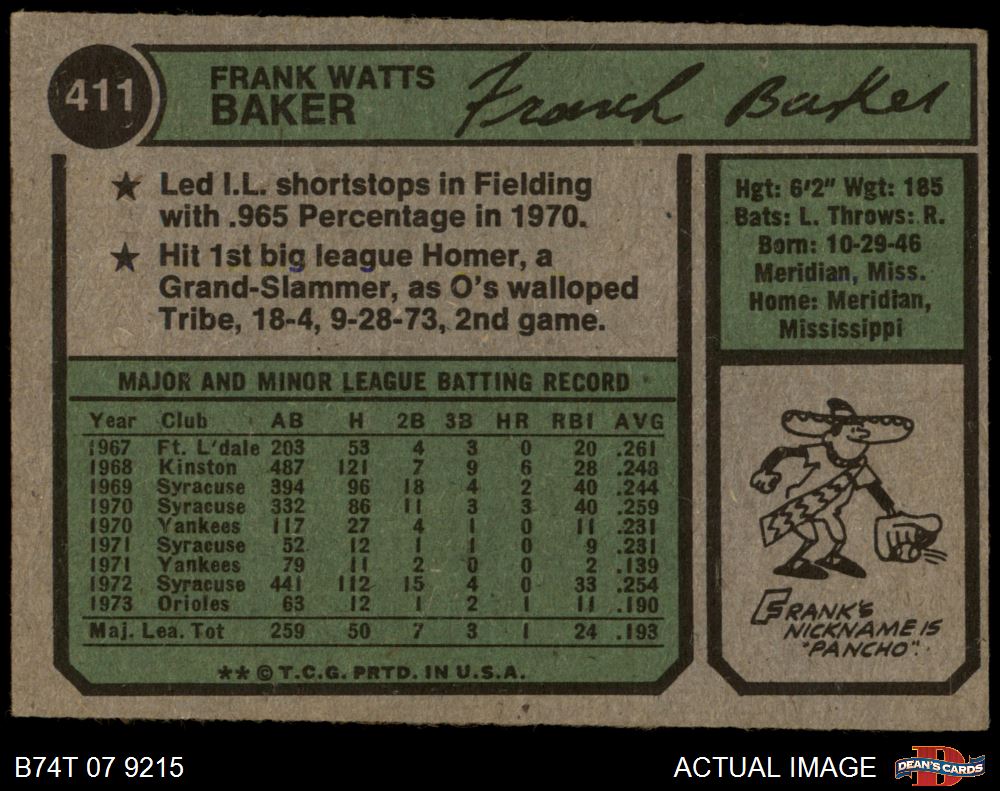 411
FRANK WATTS
BAKER
Frank Baker
★ Led I.L. shortstops in Fielding
with .965 Percentage in 1970.
★ Hit 1st big league Homer, a
Grand-Slammer, as O's walloped
Tribe, 18-4, 9-28-73, 2nd game.
Hgt: 6'2" Wgt: 185
Bats: L. Throws: R.
Born: 10-29-46
Meridian, Miss.
Home: Meridian,
Mississippi
MAJOR AND MINOR LEAGUE BATTING RECORD
Year Club AB H 2B 3B HR RBI AVG
1967 Ft. L'dale 203 53 4 3 0 20 .261
1968 Kinston 487 121 7 9 6 28 .248
1969 Syracuse 394 96 18 4 2 40 .244
1970 Syracuse 332 86 11 3 3 40 .259
1970 Yankees 117 27 4 1 0 11 .231
1971 Syracuse 52 12 1 1 0 9 .231
1971 Yankees 79 11 2 0 0 2 .139
1972 Syracuse 441 112 15 4 0 33 .254
1973 Orioles 63 12 1 2 1 11 .190
Maj. Lea. Tot 259 50 7 3 1 24 .193
** © T.C.G. PRTD. IN U.S.A.
FRANK'S
NICKNAME IS
"PANCHO".
B74T 07 9215
ACTUAL IMAGE
DEAN'S CARDS